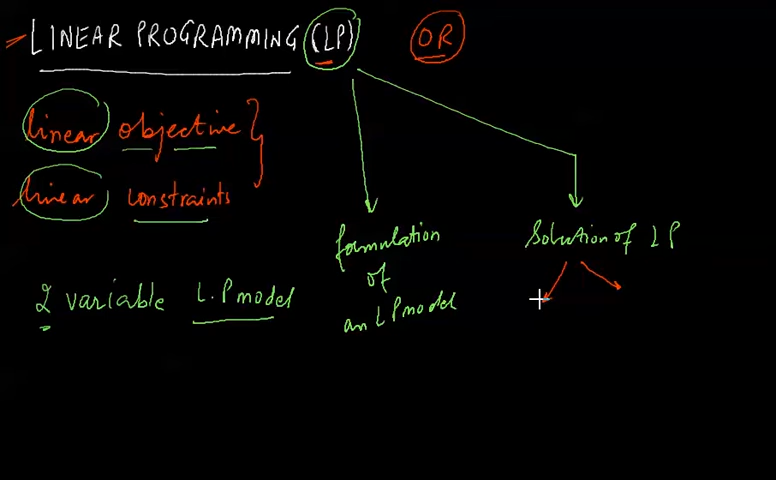 LINEAR PROGRAMMING (LP) OR
linear objective
linear constraints
formulation
of
an LP model
Solution of LP
2 variable L.P model